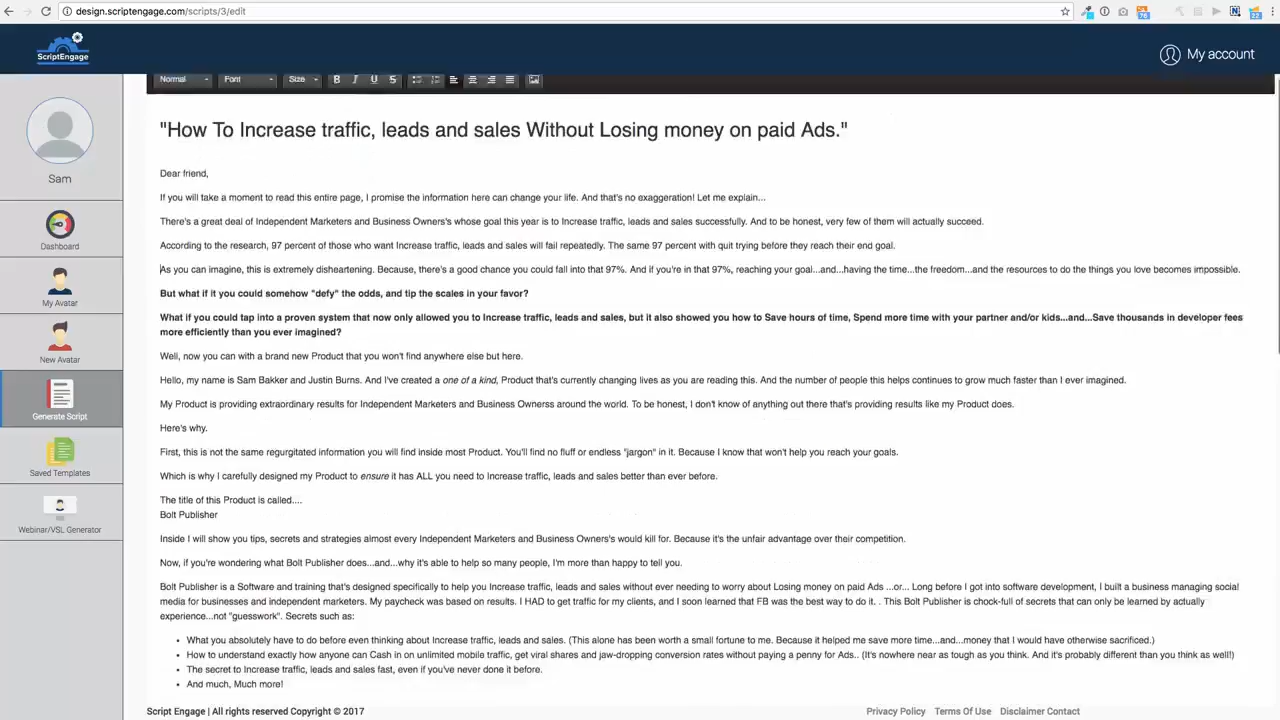 design.scriptengage.com/scripts/3/edit
76
22
ScriptEngage
My account
Normal Font Size B I U S
Sam
Dashboard
My Avatar
New Avatar
Generate Script
Saved Templates
Webinar/VSL Generator
"How To Increase traffic, leads and sales Without Losing money on paid Ads."
Dear friend,
If you will take a moment to read this entire page, I promise the information here can change your life. And that's no exaggeration! Let me explain...
There's a great deal of Independent Marketers and Business Owners's whose goal this year is to Increase traffic, leads and sales successfully. And to be honest, very few of them will actually succeed.
According to the research, 97 percent of those who want Increase traffic, leads and sales will fail repeatedly. The same 97 percent with quit trying before they reach their end goal.
As you can imagine, this is extremely disheartening. Because, there's a good chance you could fall into that 97%. And if you're in that 97%, reaching your goal...and...having the time...the freedom...and the resources to do the things you love becomes impossible.
But what if it you could somehow "defy" the odds, and tip the scales in your favor?
What if you could tap into a proven system that now only allowed you to Increase traffic, leads and sales, but it also showed you how to Save hours of time, Spend more time with your partner and/or kids...and...Save thousands in developer fees
more efficiently than you ever imagined?
Well, now you can with a brand new Product that you won't find anywhere else but here.
Hello, my name is Sam Bakker and Justin Burns. And I've created a one of a kind, Product that's currently changing lives as you are reading this. And the number of people this helps continues to grow much faster than I ever imagined.
My Product is providing extraordinary results for Independent Marketers and Business Ownerss around the world. To be honest, I don't know of anything out there that's providing results like my Product does.
Here's why.
First, this is not the same regurgitated information you will find inside most Product. You'll find no fluff or endless "jargon" in it. Because I know that won't help you reach your goals.
Which is why I carefully designed my Product to ensure it has ALL you need to Increase traffic, leads and sales better than ever before.
The title of this Product is called....
Bolt Publisher
Inside I will show you tips, secrets and strategies almost every Independent Marketers and Business Owners's would kill for. Because it's the unfair advantage over their competition.
Now, if you're wondering what Bolt Publisher does...and...why it's able to help so many people, I'm more than happy to tell you.
Bolt Publisher is a Software and training that's designed specifically to help you Increase traffic, leads and sales without ever needing to worry about Losing money on paid Ads ...or... Long before I got into software development, I built a business managing social
media for businesses and independent marketers. My paycheck was based on results. I HAD to get traffic for my clients, and I soon learned that FB was the best way to do it. . This Bolt Publisher is chock-full of secrets that can only be learned by actually
experience...not "guesswork". Secrets such as:
• What you absolutely have to do before even thinking about Increase traffic, leads and sales. (This alone has been worth a small fortune to me. Because it helped me save more time...and...money that I would have otherwise sacrificed.)
• How to understand exactly how anyone can Cash in on unlimited mobile traffic, get viral shares and jaw-dropping conversion rates without paying a penny for Ads.. (It's nowhere near as tough as you think. And it's probably different than you think as well!)
• The secret to Increase traffic, leads and sales fast, even if you've never done it before.
• And much, Much more!
Script Engage | All rights reserved Copyright © 2017
Privacy Policy Terms Of Use Disclaimer Contact